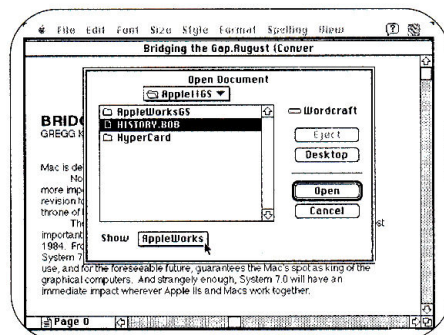 File Edit Font Size Style Format Spelling View
Bridging the Gap.August (Conver
Open Document
AppleIIGS
AppleWorksGS
HISTORY.BOB
HyperCard
Wordcraft
Eject
Desktop
Open
Cancel
Show AppleWorks
BRID
GREGG K
Mac is de
No
more imp
revision to
throne of t
The st
important
1984. Fro
System 7
use, and for the foreseeable future, guarantees the Mac's spot as king of the
graphical computers. And strangely enough, System 7.0 will have an
immediate impact wherever Apple IIs and Macs work together.
Page 0